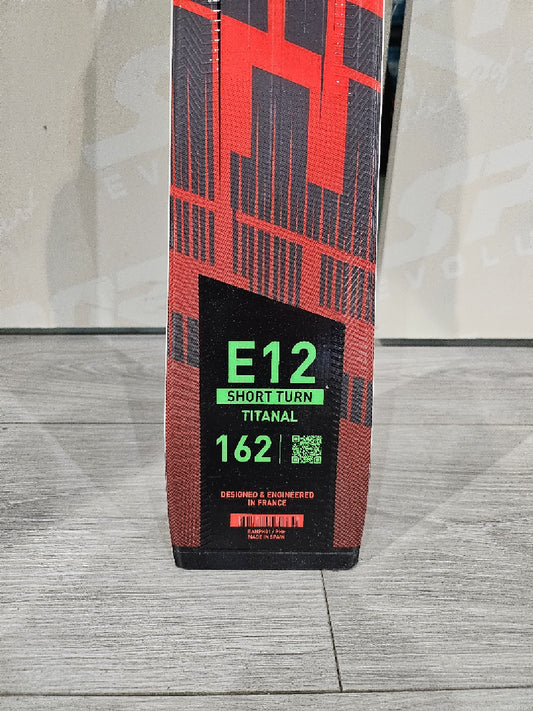 E12
SHORT TURN
TITANAL
162
DESIGNED & ENGINEERED
IN FRANCE
MADE IN SPAIN